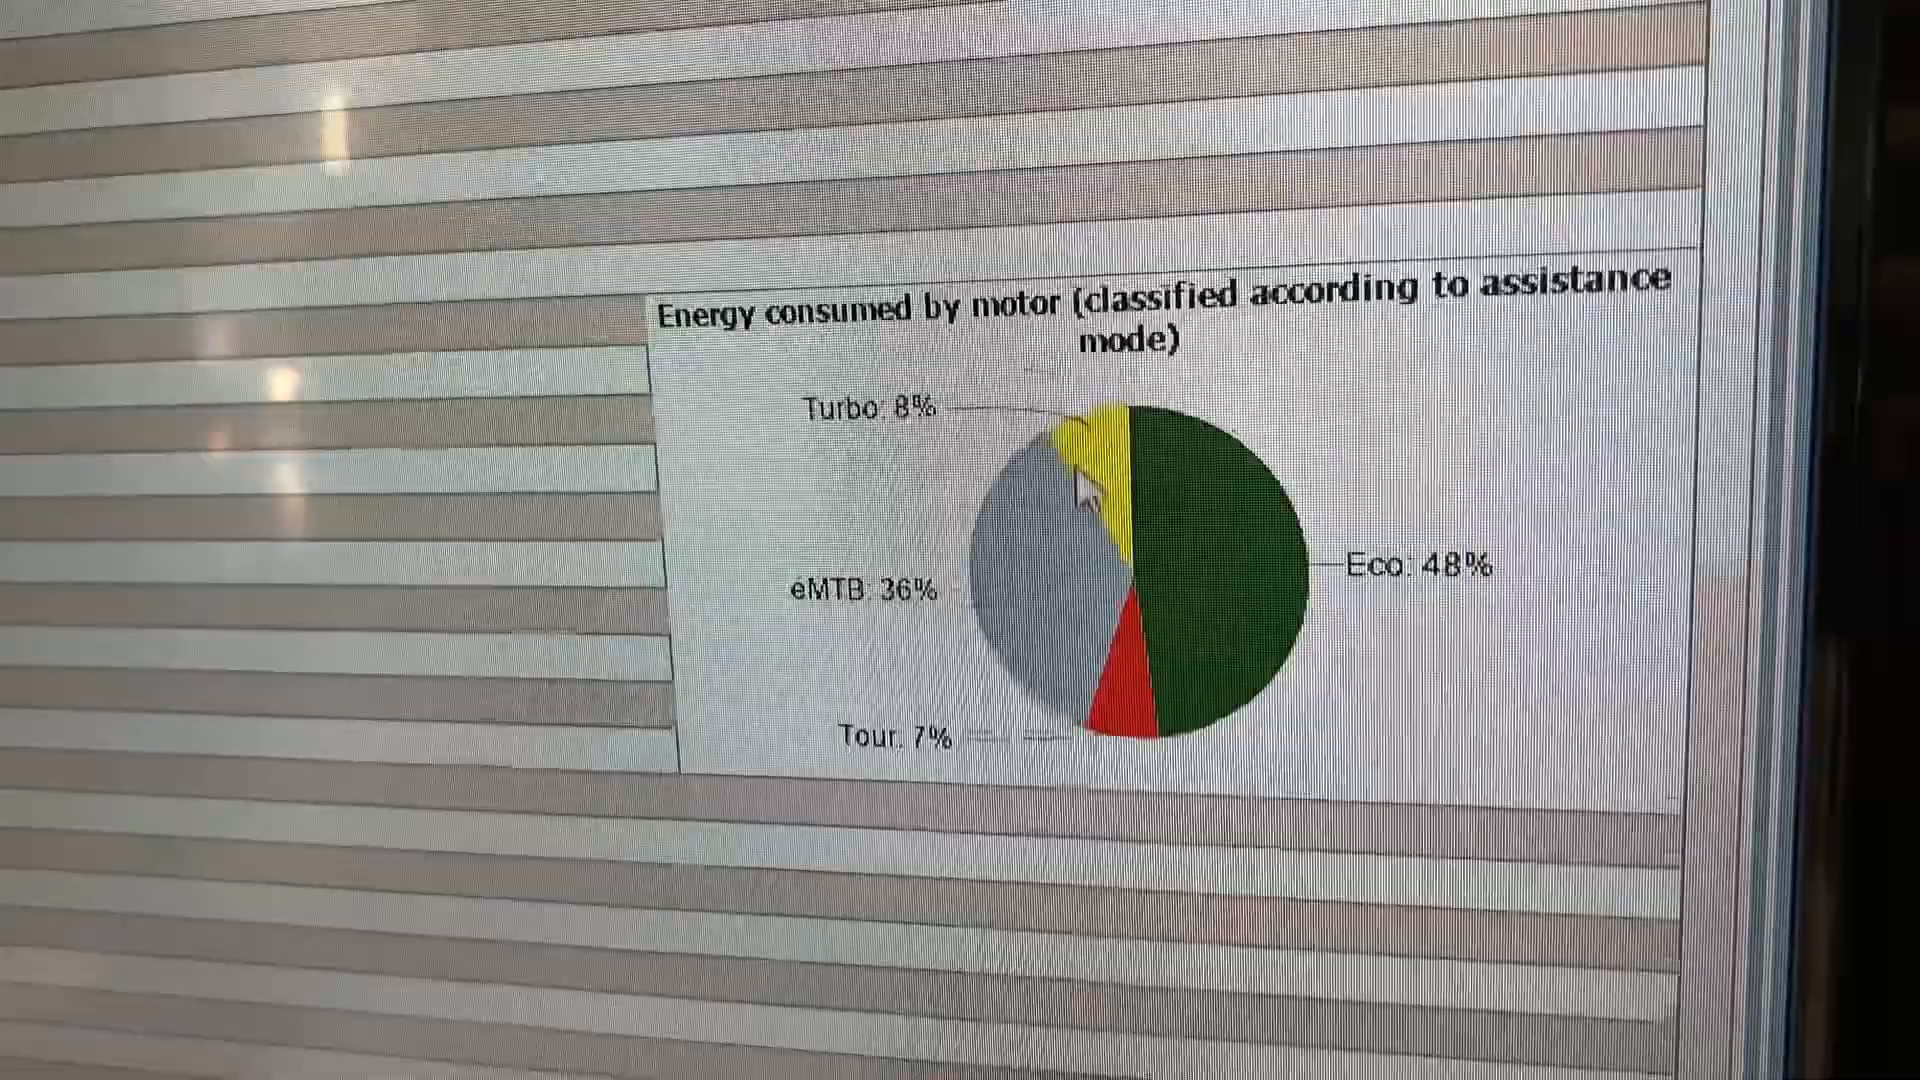 Energy consumed by motor (classified according to assistance
mode)
Turbo: 8%
Eco: 48%
eMTB: 36%
Tour: 7%